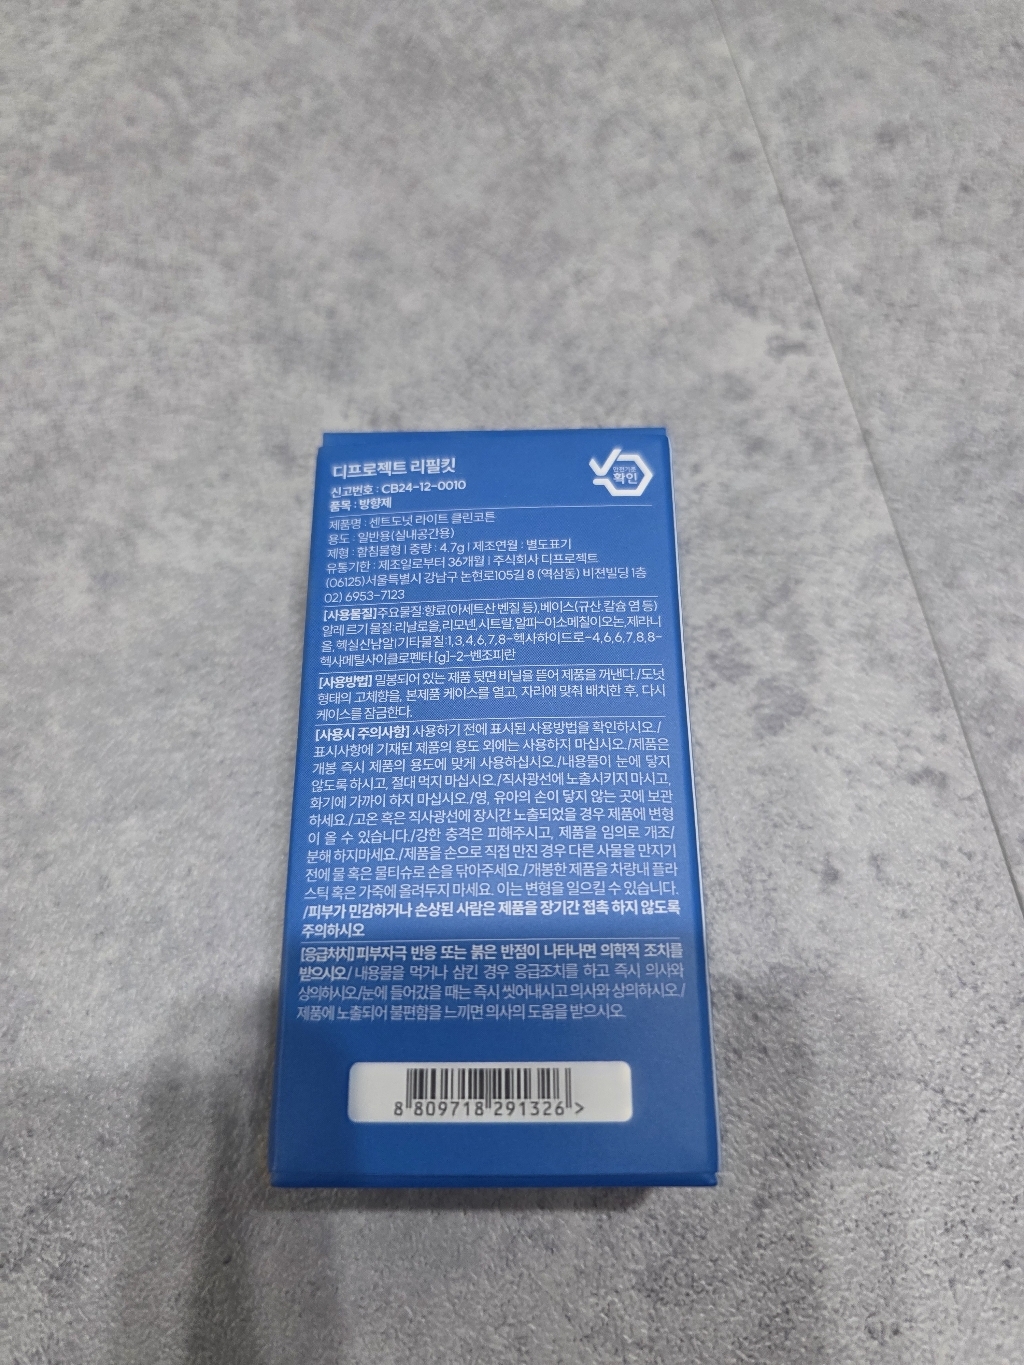 디프로젝트 리필킷
신고번호 : CB24-12-0010
품목 : 방향제
안전기준
확인
제품명 : 센트도넛 라이트 클린코튼
용도 : 일반용(실내공간용)
제형 : 함침물형 | 중량 : 4.7g | 제조연월 : 별도표기
유통기한 : 제조일로부터 36개월 | 주식회사 디프로젝트
(06125)서울특별시 강남구 논현로105길 8 (역삼동) 비젼빌딩 1층
02) 6953-7123
[사용물질]주요물질:향료(아세트산 벤질 등),베이스(규산,칼슘 염 등)
알레르기 물질:리날로올,리모넨,시트랄,알파-이소메칠이오논,제라니
올,헥실신남알|기타물질:1,3,4,6,7,8-헥사하이드로-4,6,6,7,8,8-
헥사메틸사이클로펜타[g]-2-벤조피란
[사용방법] 밀봉되어 있는 제품 뒷면 비닐을 뜯어 제품을 꺼낸다./도넛
형태의 고체향을, 본제품 케이스를 열고, 자리에 맞춰 배치한 후, 다시
케이스를 잠금한다.
[사용시 주의사항] 사용하기 전에 표시된 사용방법을 확인하시오./
표시사항에 기재된 제품의 용도 외에는 사용하지 마십시오./제품은
개봉 즉시 제품의 용도에 맞게 사용하십시오./내용물이 눈에 닿지
않도록 하시고, 절대 먹지 마십시오./직사광선에 노출시키지 마시고,
화기에 가까이 하지 마십시오./영, 유아의 손이 닿지 않는 곳에 보관
하세요./고온 혹은 직사광선에 장시간 노출되었을 경우 제품에 변형
이 올 수 있습니다./강한 충격은 피해주시고, 제품을 임의로 개조/
분해 하지마세요./제품을 손으로 직접 만진 경우 다른 사물을 만지기
전에 물 혹은 물티슈로 손을 닦아주세요./개봉한 제품을 차량내 플라
스틱 혹은 가죽에 올려두지 마세요. 이는 변형을 일으킬 수 있습니다.
/피부가 민감하거나 손상된 사람은 제품을 장기간 접촉 하지 않도록
주의하시오
[응급처치] 피부자극 반응 또는 붉은 반점이 나타나면 의학적 조치를
받으시오/ 내용물을 먹거나 삼킨 경우 응급조치를 하고 즉시 의사와
상의하시오/눈에 들어갔을 때는 즉시 씻어내시고 의사와 상의하시오./
제품에 노출되어 불편함을 느끼면 의사의 도움을 받으시오.
8 809718 291326 >